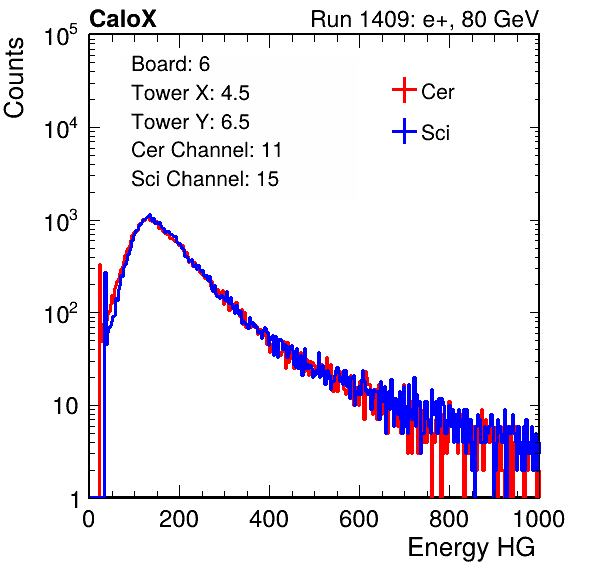 CaloX Run 1409: e+, 80 GeV
Counts
Board: 6
Tower X: 4.5
Tower Y: 6.5
Cer Channel: 11
Sci Channel: 15
Cer
Sci
10^5
10^4
10^3
10^2
10
1
0 200 400 600 800 1000
Energy HG